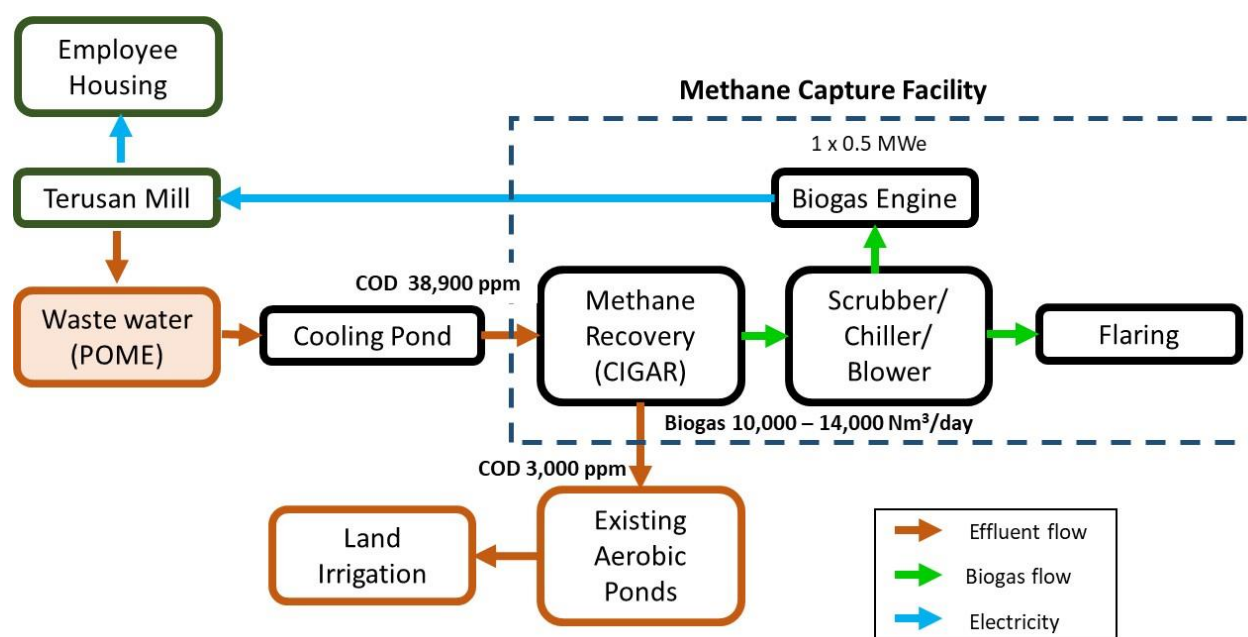 Employee
Housing
Methane Capture Facility
1 x 0.5 MWe
Terusan Mill
Biogas Engine
COD  38,900 ppm
Waste water
(POME)
Cooling Pond
Methane
Recovery
(CIGAR)
Scrubber/
Chiller/
Blower
Flaring
Biogas 10,000 – 14,000 Nm³/day
COD 3,000 ppm
Land
Irrigation
Existing
Aerobic
Ponds
Effluent flow
Biogas flow
Electricity